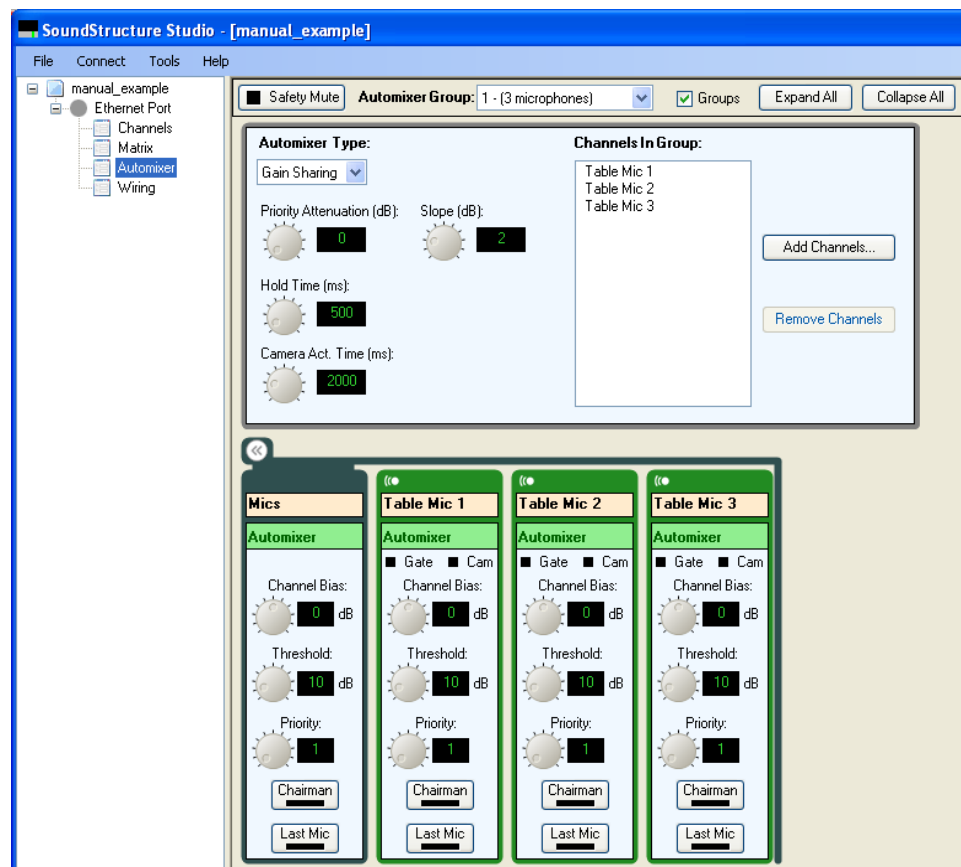 SoundStructure Studio - [manual_example]
File Connect Tools Help
manual_example
Ethernet Port
Channels
Matrix
Automixer
Wiring
Safety Mute Automixer Group: 1 - (3 microphones) Groups Expand All Collapse All
Automixer Type: Channels In Group:
Gain Sharing
Table Mic 1
Table Mic 2
Table Mic 3
Priority Attenuation (dB): Slope (dB):
0 2
Add Channels...
Hold Time (ms):
500
Remove Channels
Camera Act. Time (ms):
2000
Mics Table Mic 1 Table Mic 2 Table Mic 3
Automixer Automixer Automixer Automixer
Gate Cam Gate Cam Gate Cam
Channel Bias: Channel Bias: Channel Bias: Channel Bias:
0 dB 0 dB 0 dB 0 dB
Threshold: Threshold: Threshold: Threshold:
10 dB 10 dB 10 dB 10 dB
Priority: Priority: Priority: Priority:
1 1 1 1
Chairman Chairman Chairman Chairman
Last Mic Last Mic Last Mic Last Mic